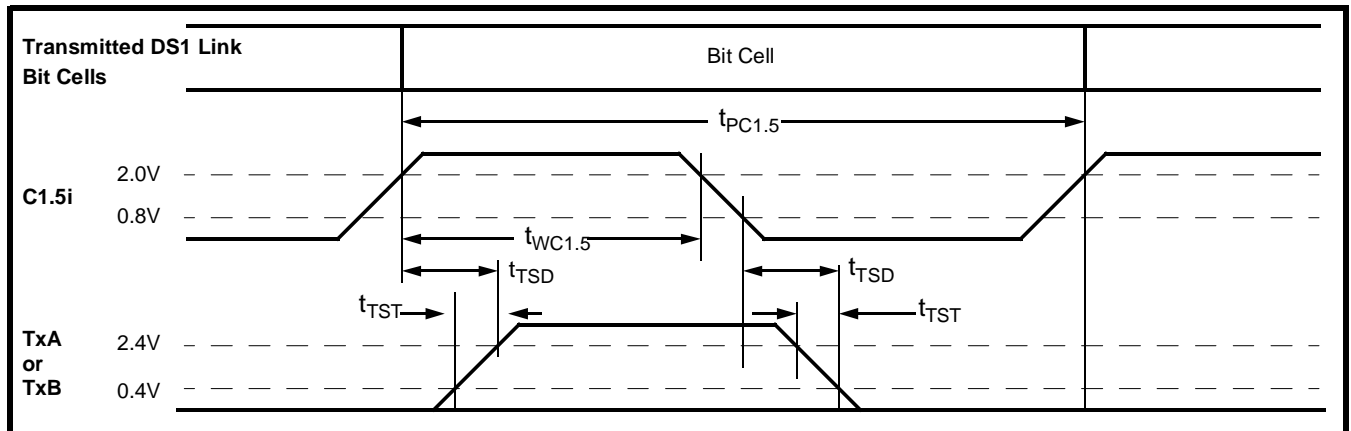 Transmitted DS1 Link
Bit Cells
Bit Cell
tPC1.5
2.0V
C1.5i
0.8V
tWC1.5
tTSD
tTSD
tTST
tTST
TxA
or
TxB
2.4V
0.4V